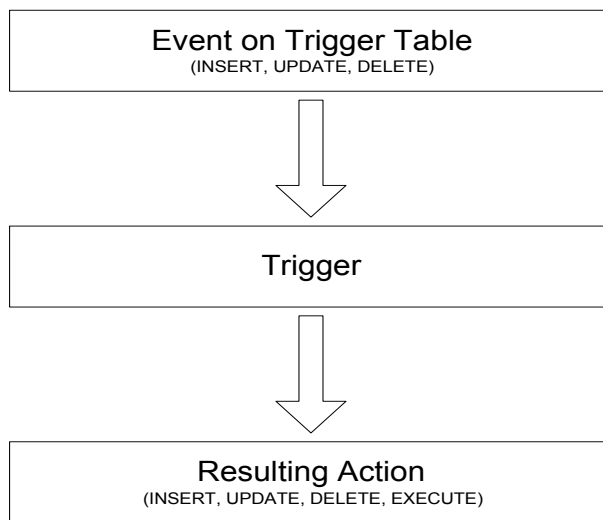 Event on Trigger Table
(INSERT, UPDATE, DELETE)
Trigger
Resulting Action
(INSERT, UPDATE, DELETE, EXECUTE)